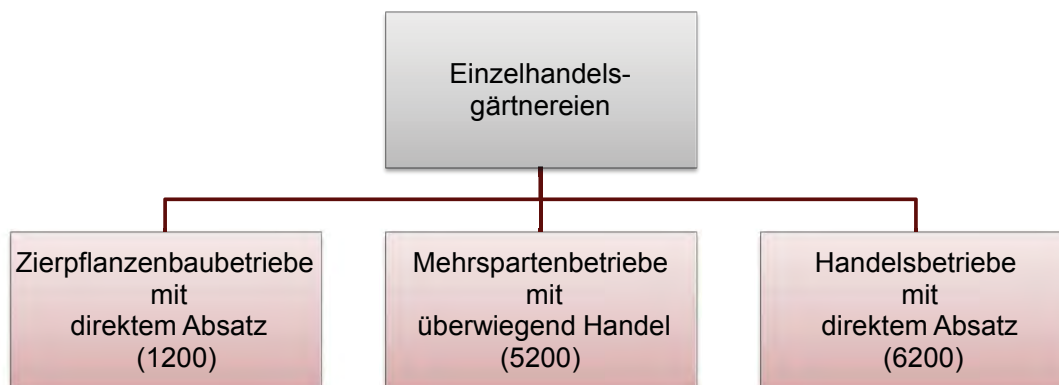 Einzelhandels-
gärtnereien
Zierpflanzenbaubetriebe
mit
direktem Absatz
(1200)
Mehrspartenbetriebe
mit
überwiegend Handel
(5200)
Handelsbetriebe
mit
direktem Absatz
(6200)